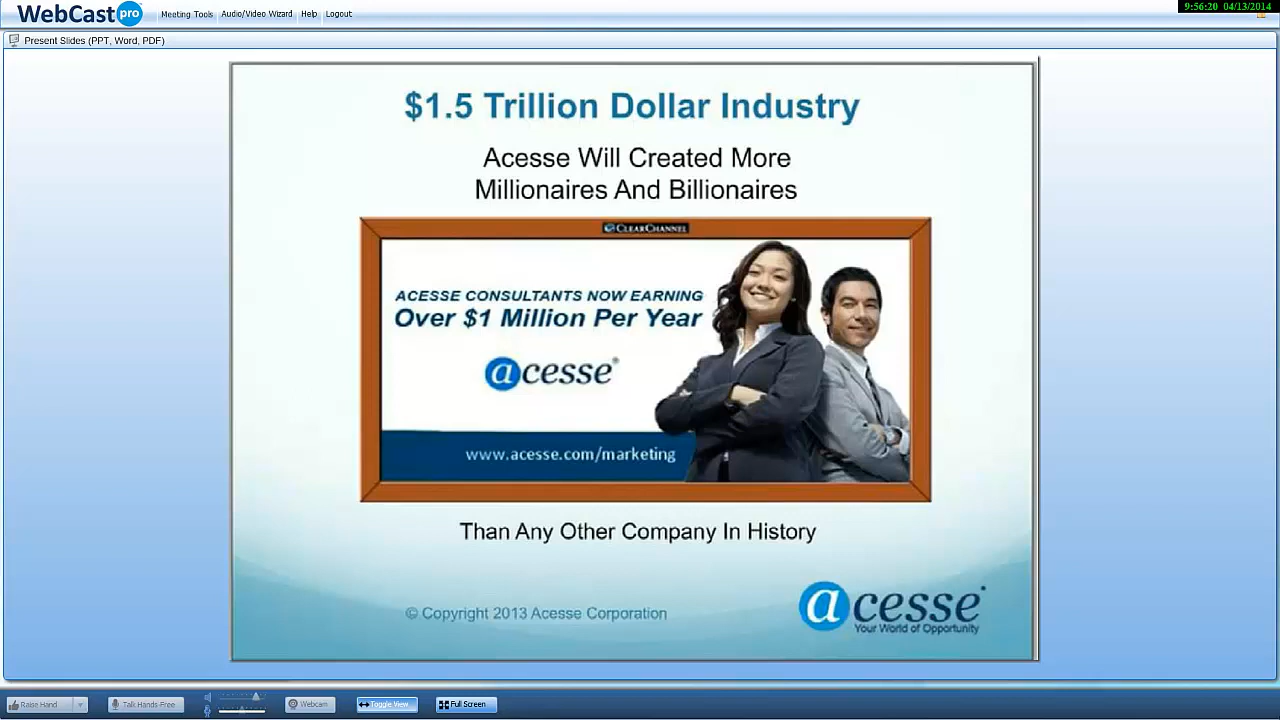 WebCast pro Meeting Tools Audio/Video Wizard Help Logout 9:56:20 04/13/2014
Present Slides (PPT, Word, PDF)
$1.5 Trillion Dollar Industry
Acesse Will Created More
Millionaires And Billionaires
CLEARCHANNEL
ACESSE CONSULTANTS NOW EARNING
Over $1 Million Per Year
acesse
www.acesse.com/marketing
Than Any Other Company In History
acesse
Your World of Opportunity
© Copyright 2013 Acesse Corporation
Raise Hand Talk Hands-Free Webcam Toggle View Full Screen